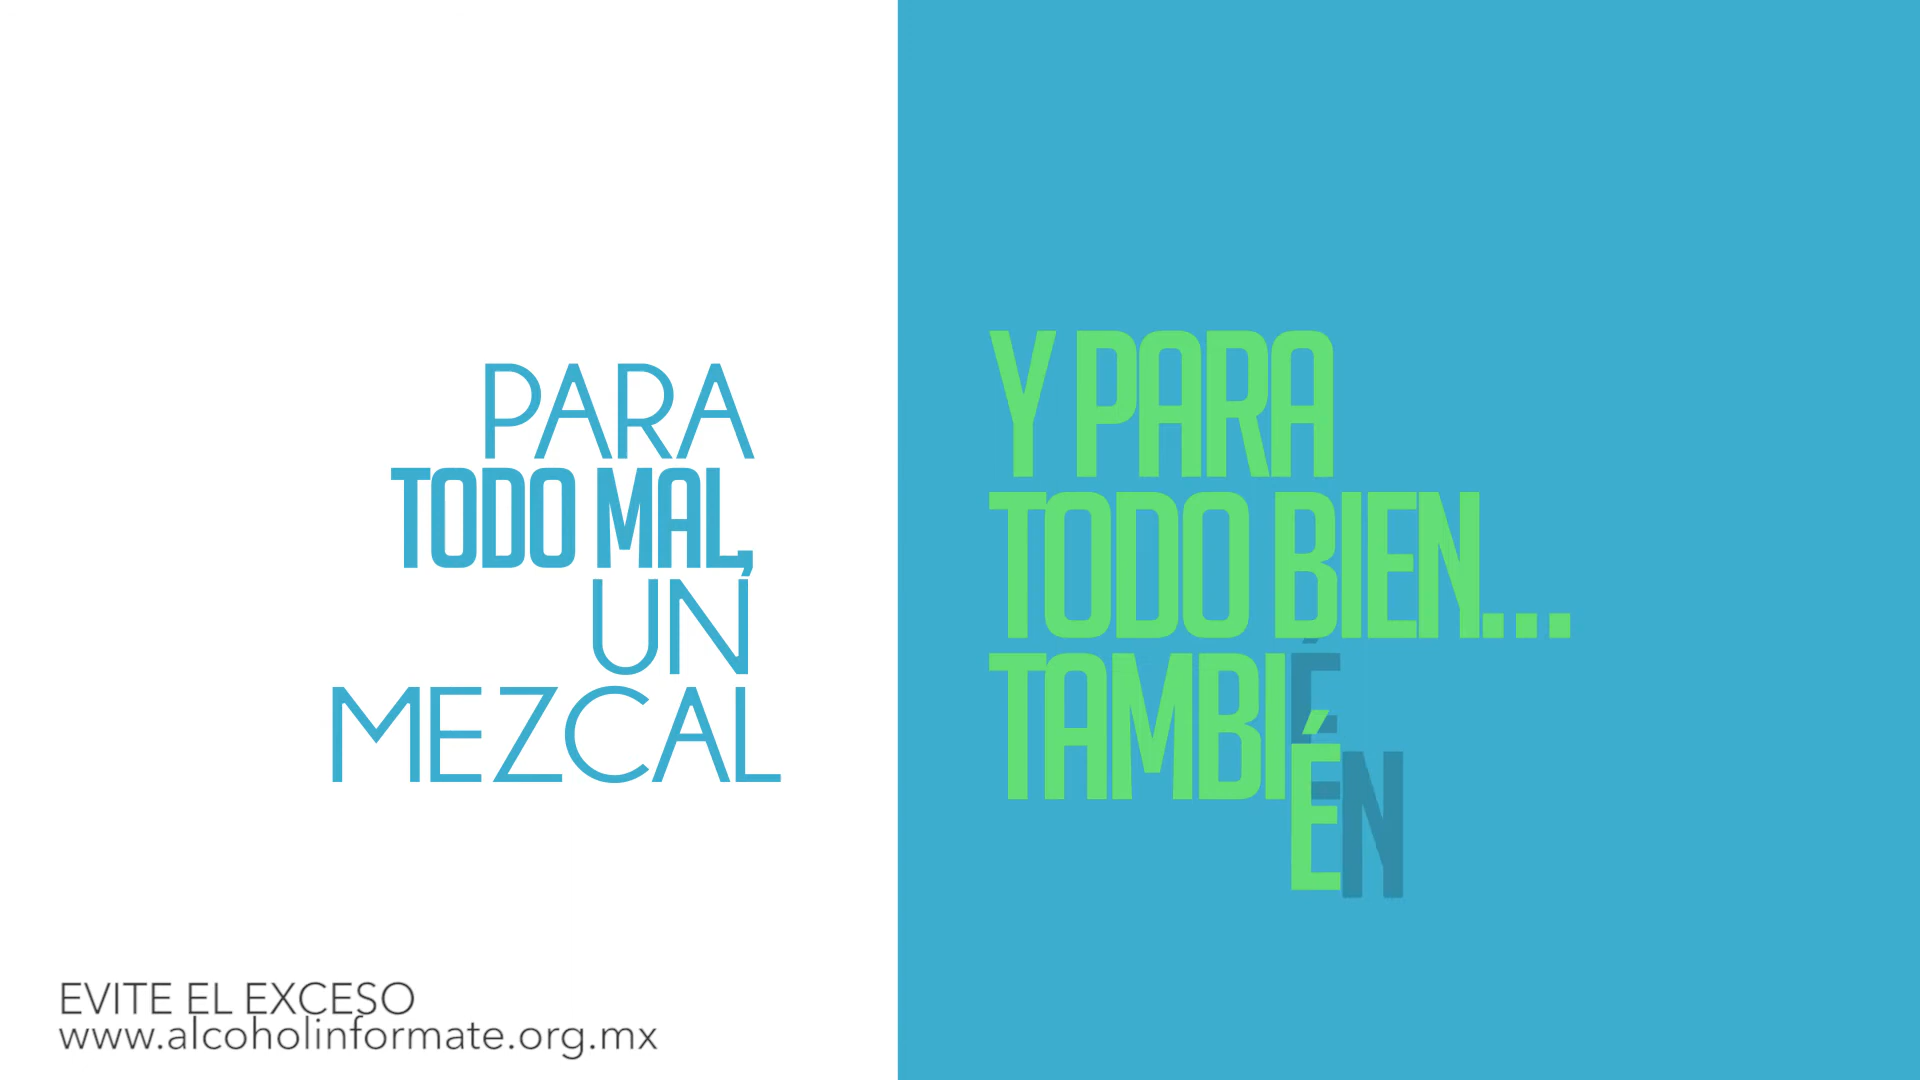 PARA
TODO MAL,
UN
MEZCAL
Y PARA
TODO BIEN...
TAMBIÉN
EVITE EL EXCESO
www.alcoholinformate.org.mx